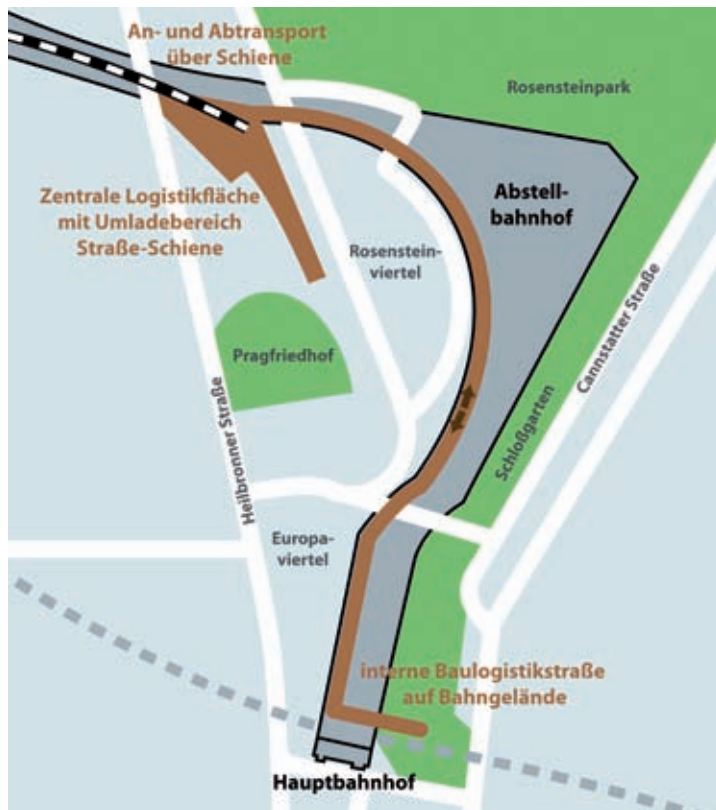 An- und Abtransport
über Schiene
Rosensteinpark
Abstell-
bahnhof
Zentrale Logistikfläche
mit Umladebereich
Straße-Schiene
Rosenstein-
viertel
Pragfriedhof
Cannstatter Straße
Schloßgarten
Heilbronner Straße
Europa-
viertel
interne Baulogistikstraße
auf Bahngelände
Hauptbahnhof